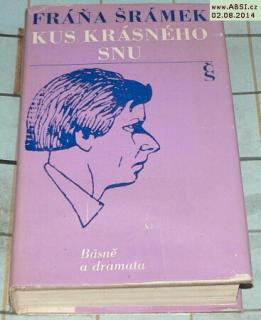 www.ABSI.cz
02.08.2014
FRÁŇA ŠRÁMEK
KUS KRÁSNÉHO
SNU
Š
Básně
a dramata